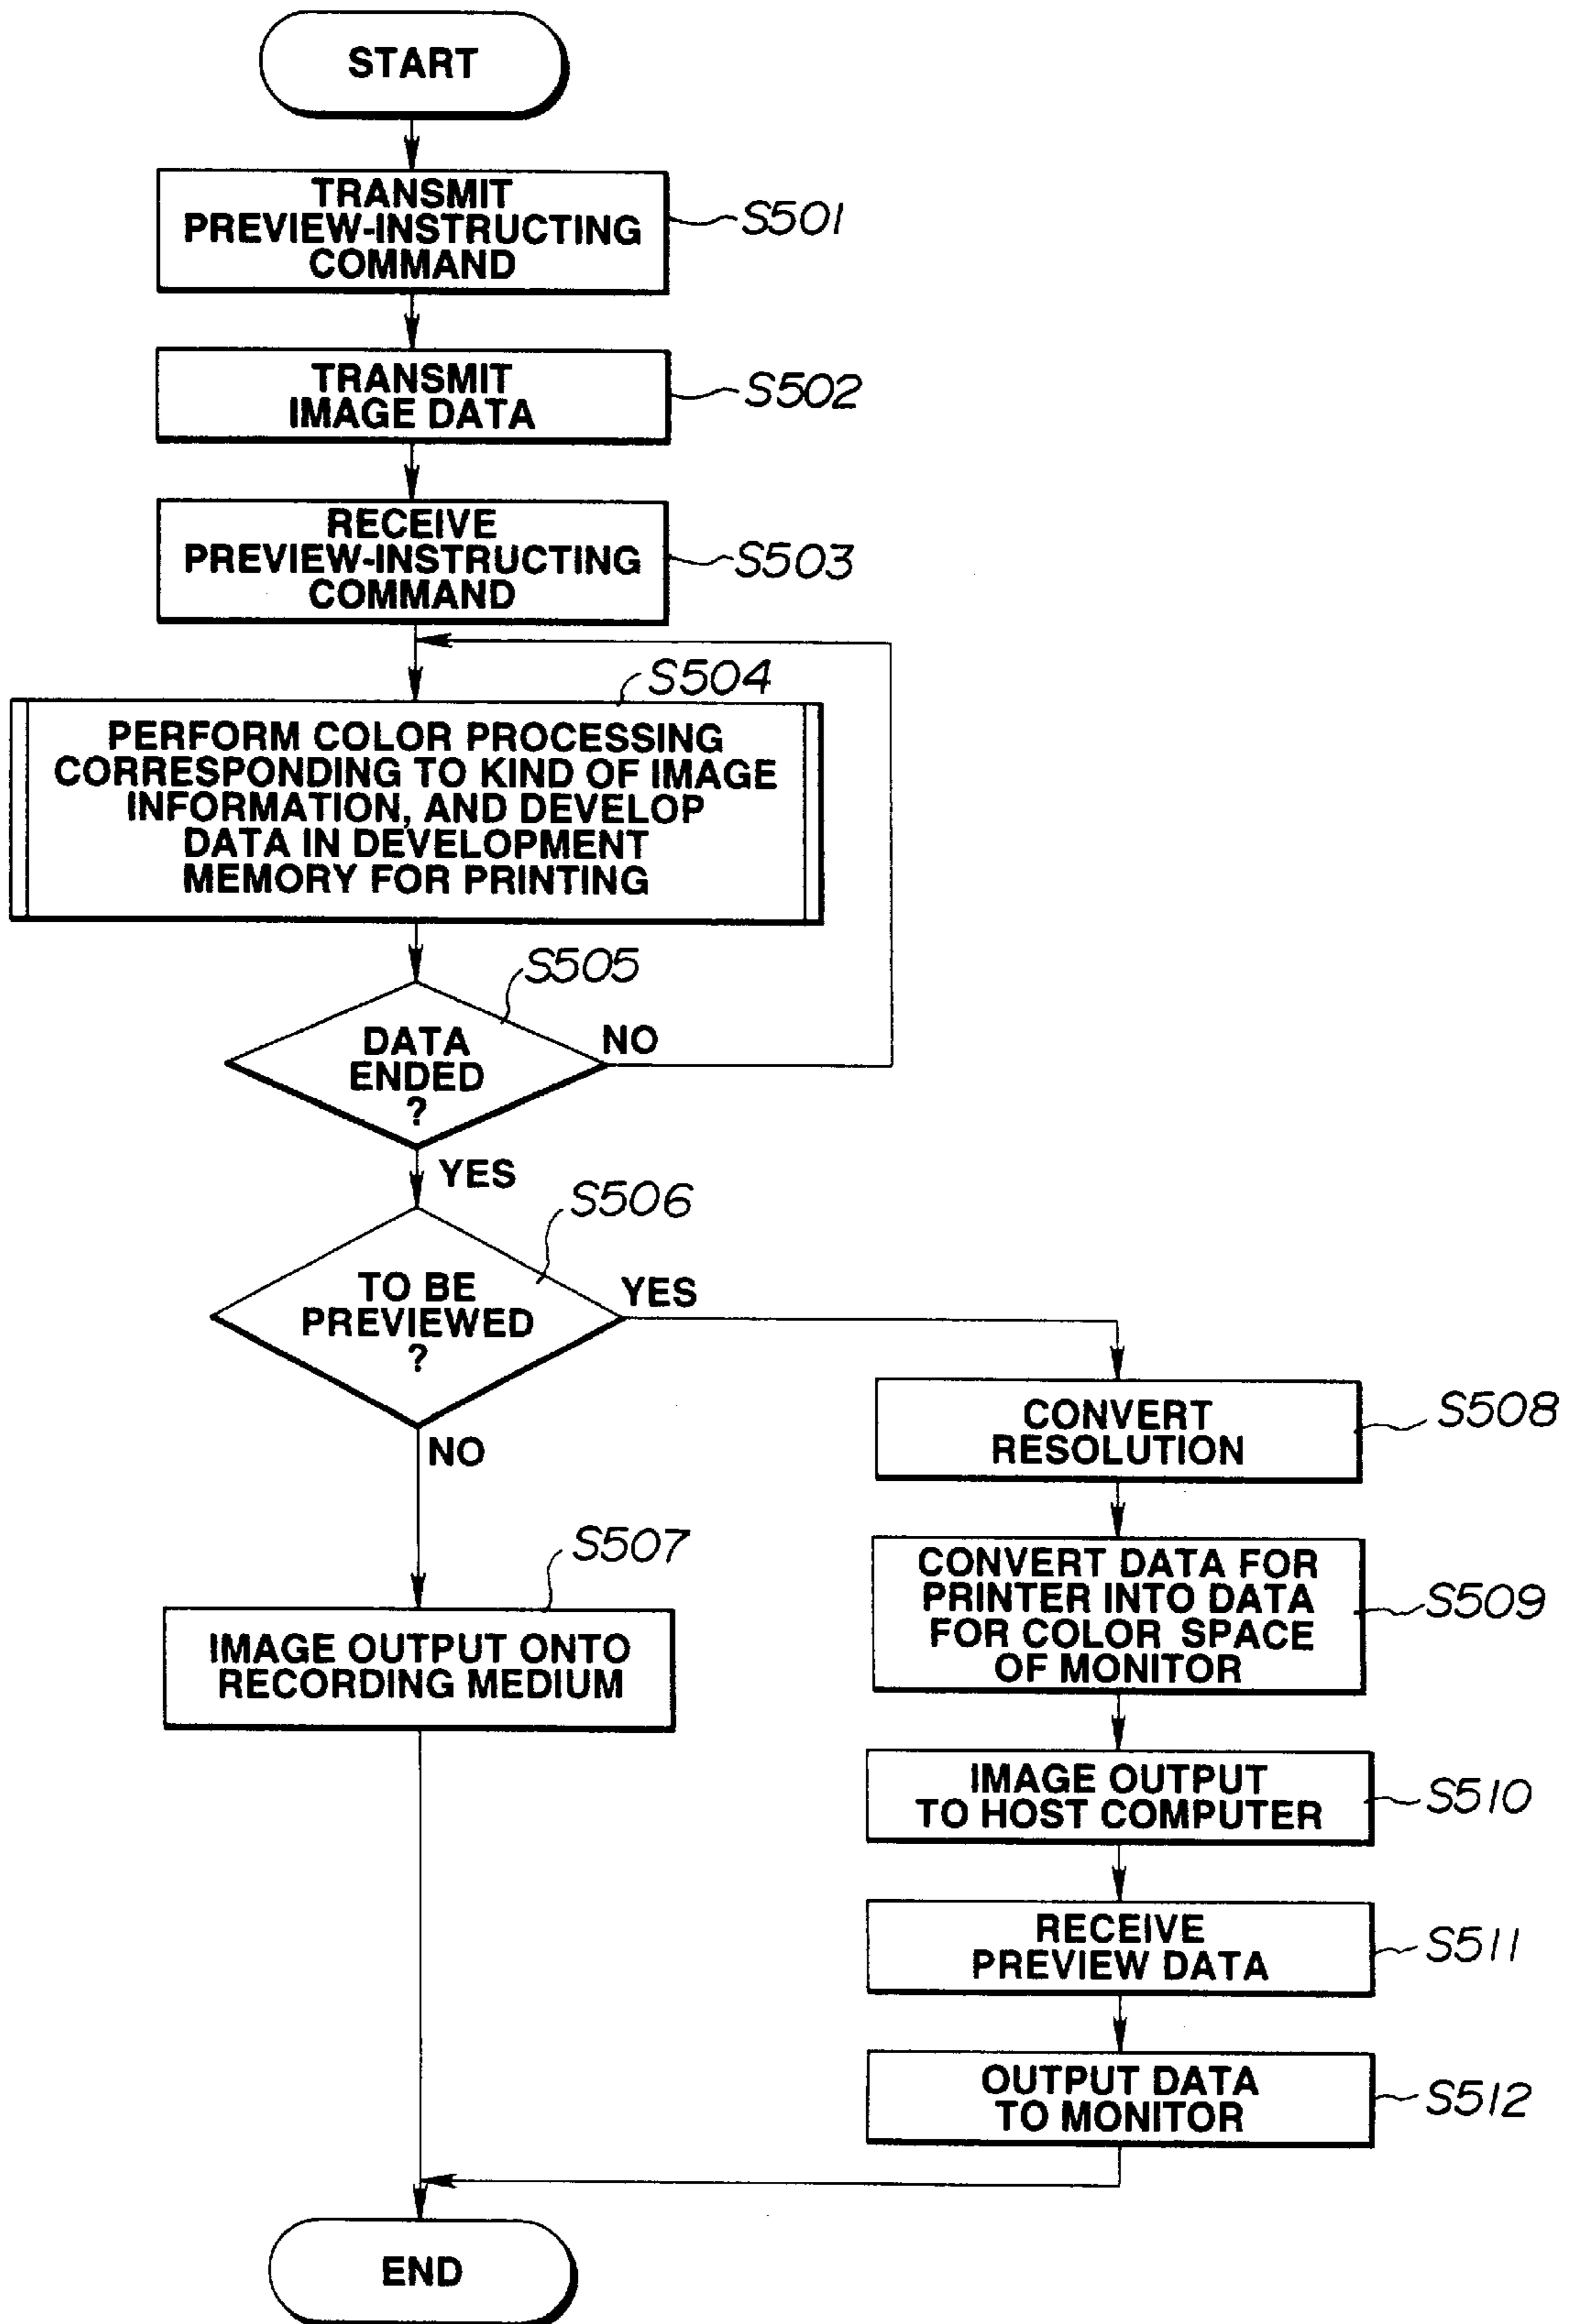 START
TRANSMIT
PREVIEW-INSTRUCTING
COMMAND
S501
TRANSMIT
IMAGE DATA
S502
RECEIVE
PREVIEW-INSTRUCTING
COMMAND
S503
S504
PERFORM COLOR PROCESSING
CORRESPONDING TO KIND OF IMAGE
INFORMATION, AND DEVELOP
DATA IN DEVELOPMENT
MEMORY FOR PRINTING
S505
DATA
ENDED
?
NO
YES
S506
TO BE
PREVIEWED
?
YES
NO
S507
IMAGE OUTPUT ONTO
RECORDING MEDIUM
CONVERT
RESOLUTION
S508
CONVERT DATA FOR
PRINTER INTO DATA
FOR COLOR SPACE
OF MONITOR
S509
IMAGE OUTPUT
TO HOST COMPUTER
S510
RECEIVE
PREVIEW DATA
S511
OUTPUT DATA
TO MONITOR
S512
END